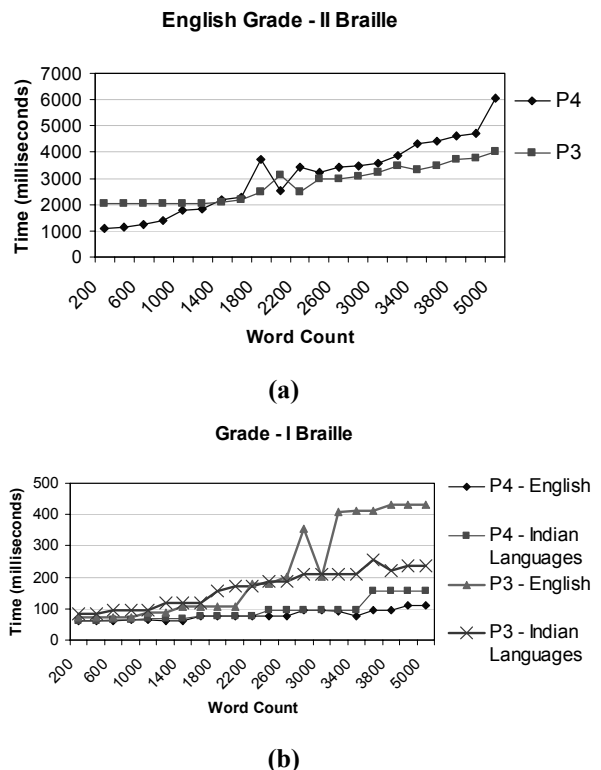 English Grade - II Braille
7000
6000
5000
4000
3000
2000
1000
0
Time (milliseconds)
200
600
1000
1400
1800
2200
2600
3000
3400
3800
5000
Word Count
P4
P3
(a)
Grade - I Braille
500
400
300
200
100
0
Time (milliseconds)
200
600
1000
1400
1800
2200
2600
3000
3400
3800
5000
Word Count
P4 - English
P4 - Indian
Languages
P3 - English
P3 - Indian
Languages
(b)